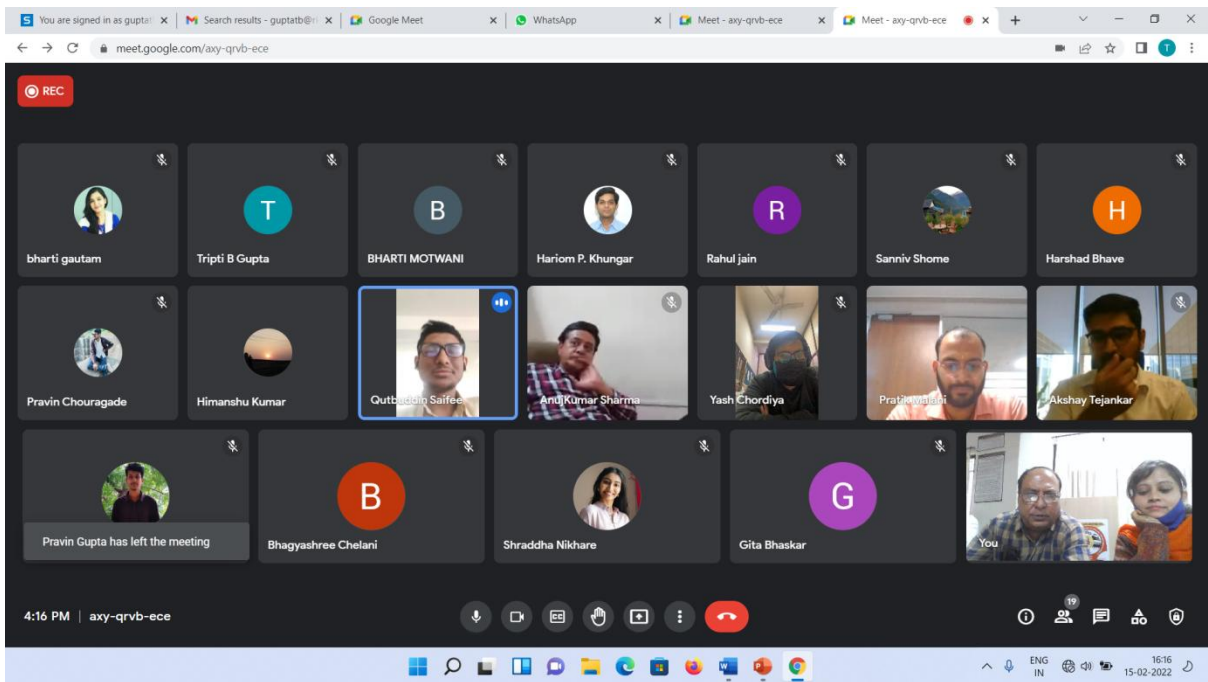 You are signed in as guptat
Search results - guptatb@ri
Google Meet
WhatsApp
Meet - axy-qrvb-ece
Meet - axy-qrvb-ece
meet.google.com/axy-qrvb-ece
T
REC
bharti gautam
T
Tripti B Gupta
B
BHARTI MOTWANI
Hariom P. Khungar
R
Rahul jain
Sanniv Shome
H
Harshad Bhave
Pravin Chouragade
Himanshu Kumar
Qutbuddin Saifee
AnujKumar Sharma
Yash Chordiya
Pratik Malani
Akshay Tejankar
Pravin Gupta has left the meeting
B
Bhagyashree Chelani
Shraddha Nikhare
G
Gita Bhaskar
You
4:16 PM | axy-qrvb-ece
CC
19
ENG
IN
16:16
15-02-2022